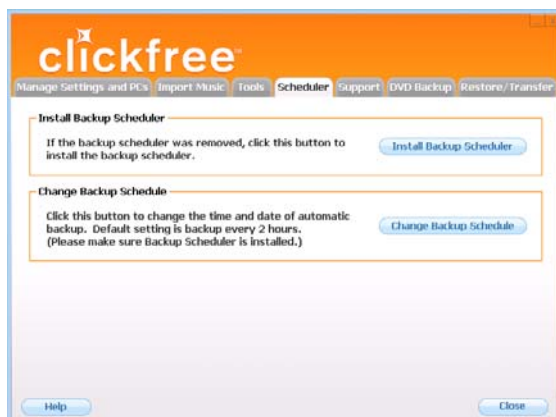 clickfree™
Manage Settings and PCs Import Music Tools Scheduler Support DVD Backup Restore/Transfer
Install Backup Scheduler
If the backup scheduler was removed, click this button to
install the backup scheduler.
Install Backup Scheduler
Change Backup Schedule
Click this button to change the time and date of automatic
backup. Default setting is backup every 2 hours.
(Please make sure Backup Scheduler is installed.)
Change Backup Schedule
Help
Close